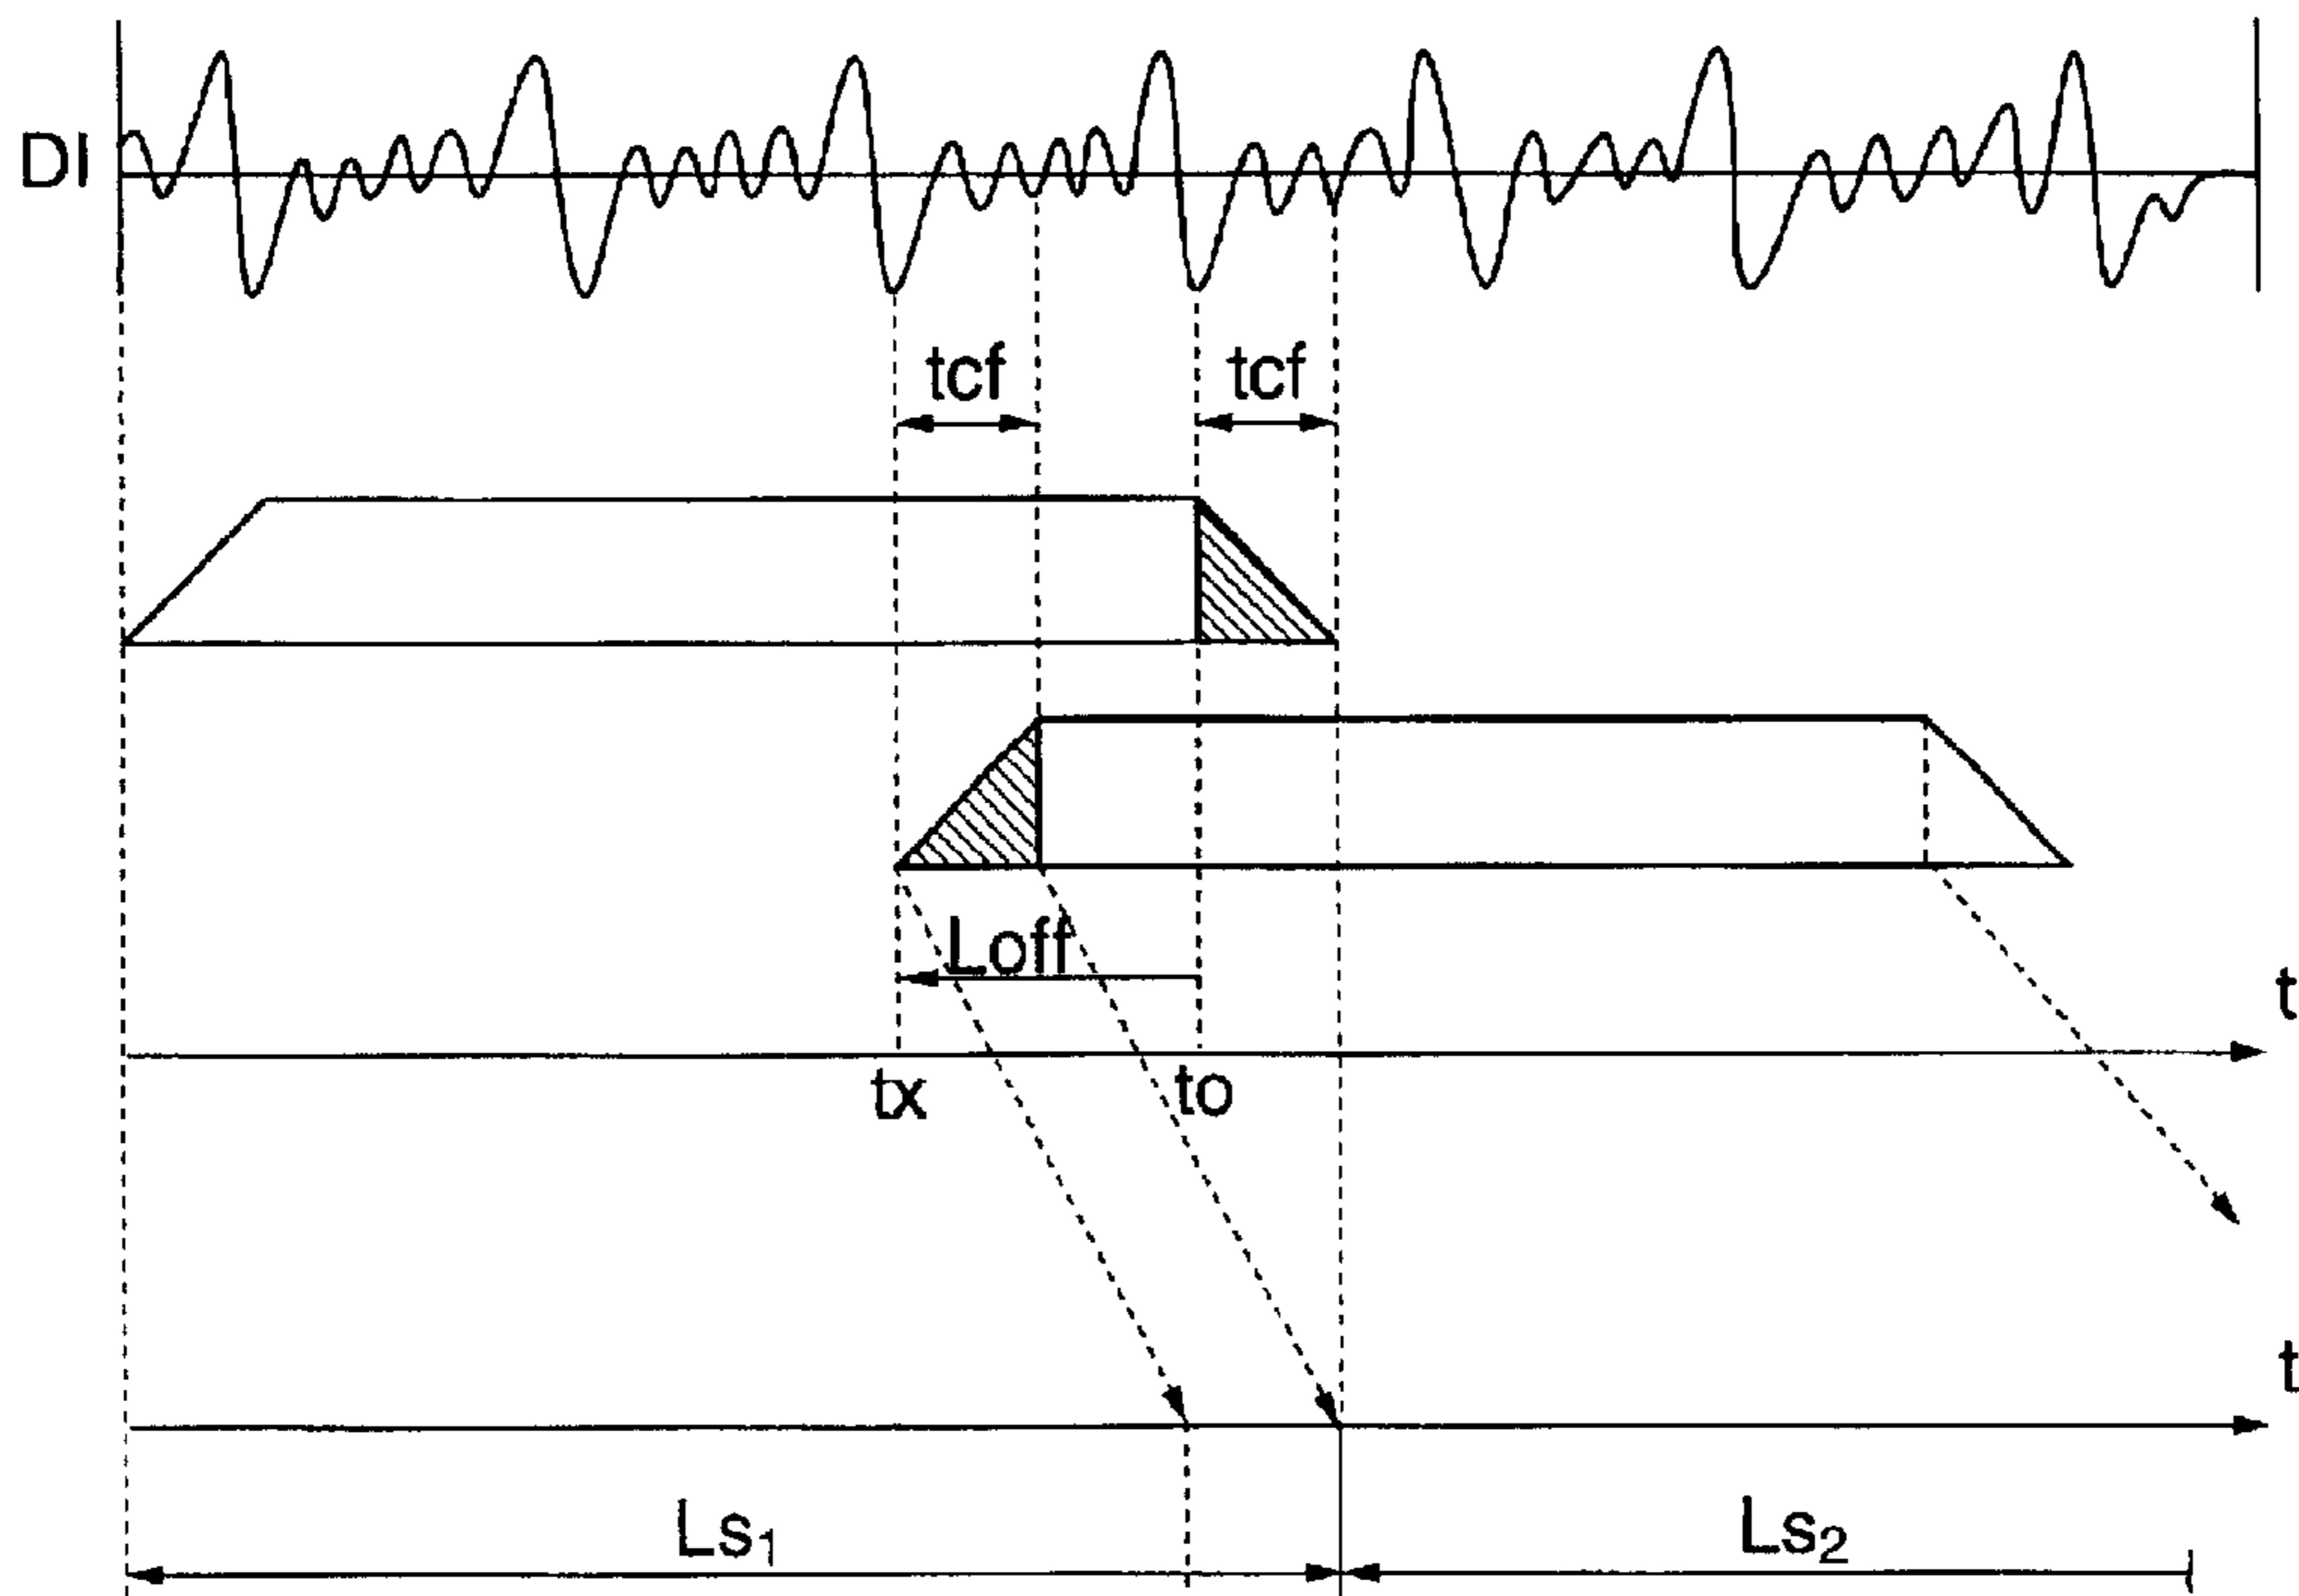 DI
tcf tcf
Loff
t
tx to
t
Ls₁ Ls₂